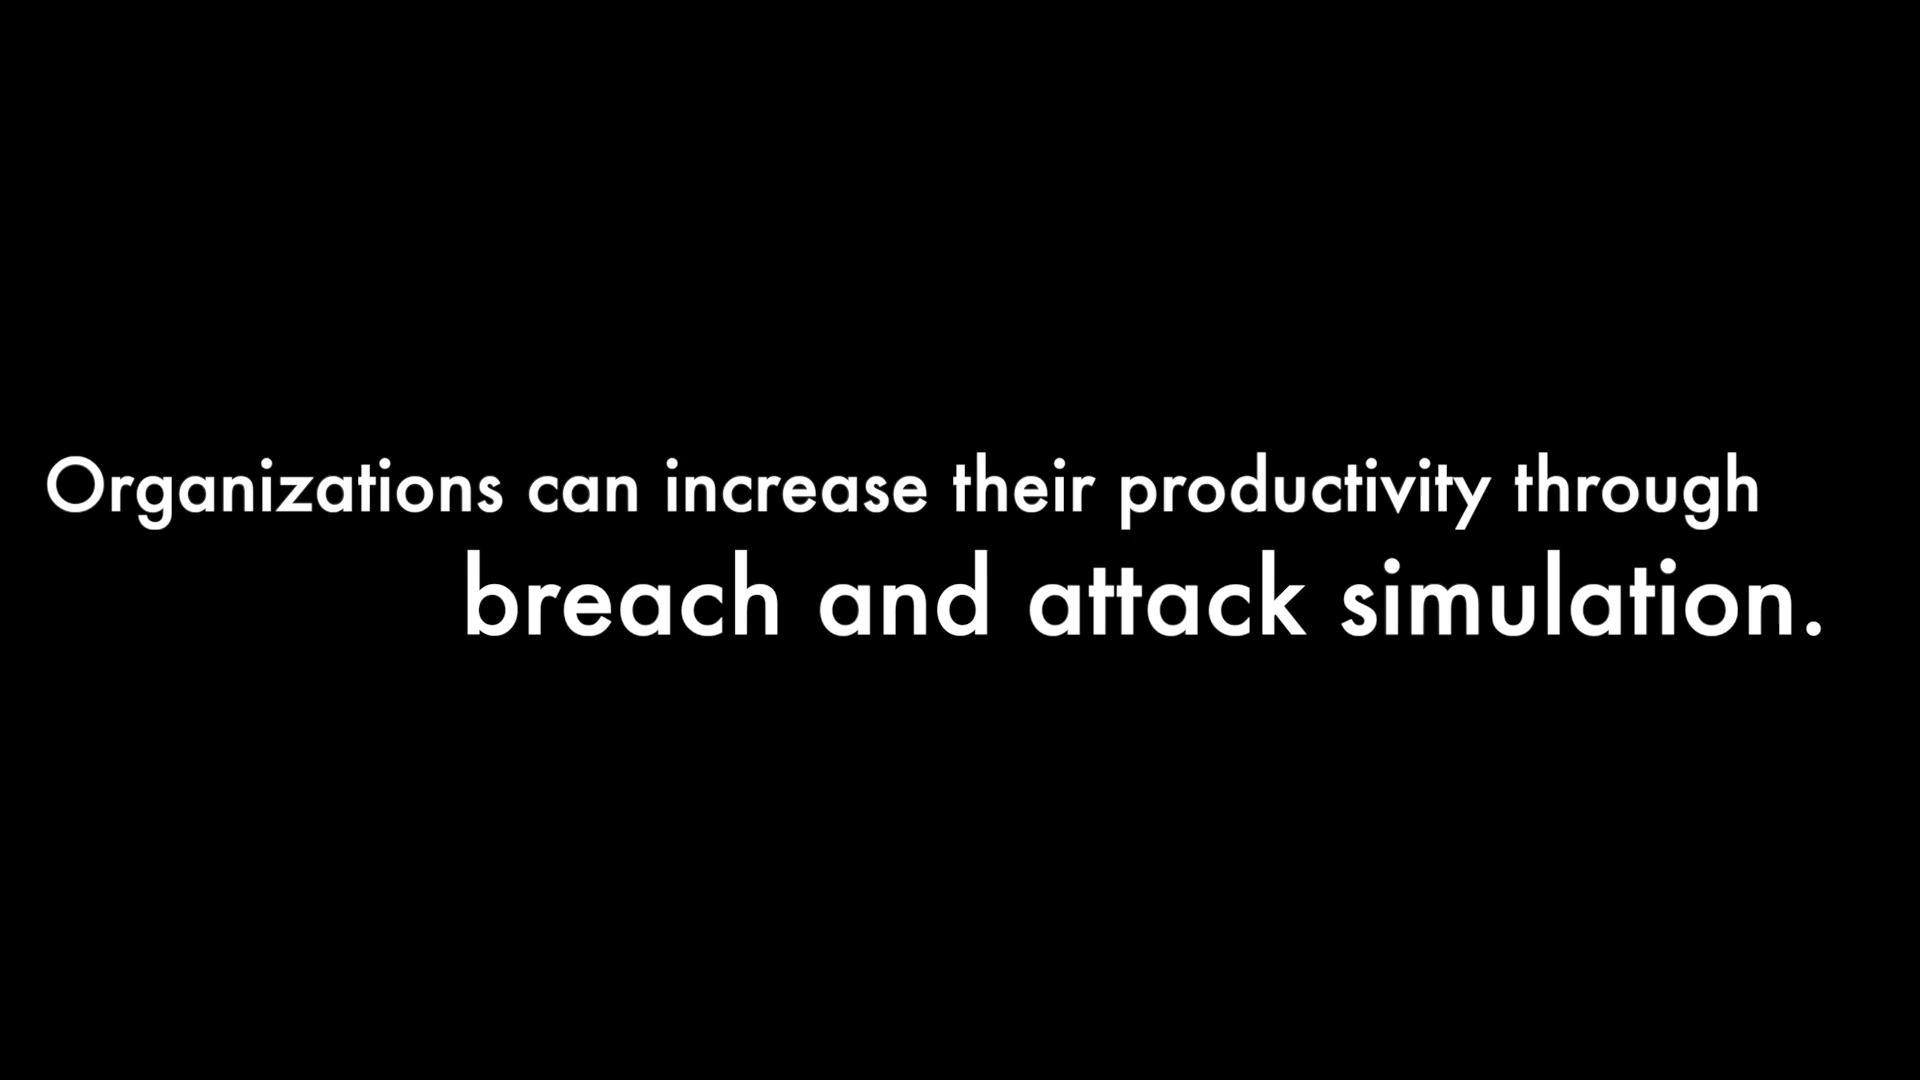 Organizations can increase their productivity through
breach and attack simulation.